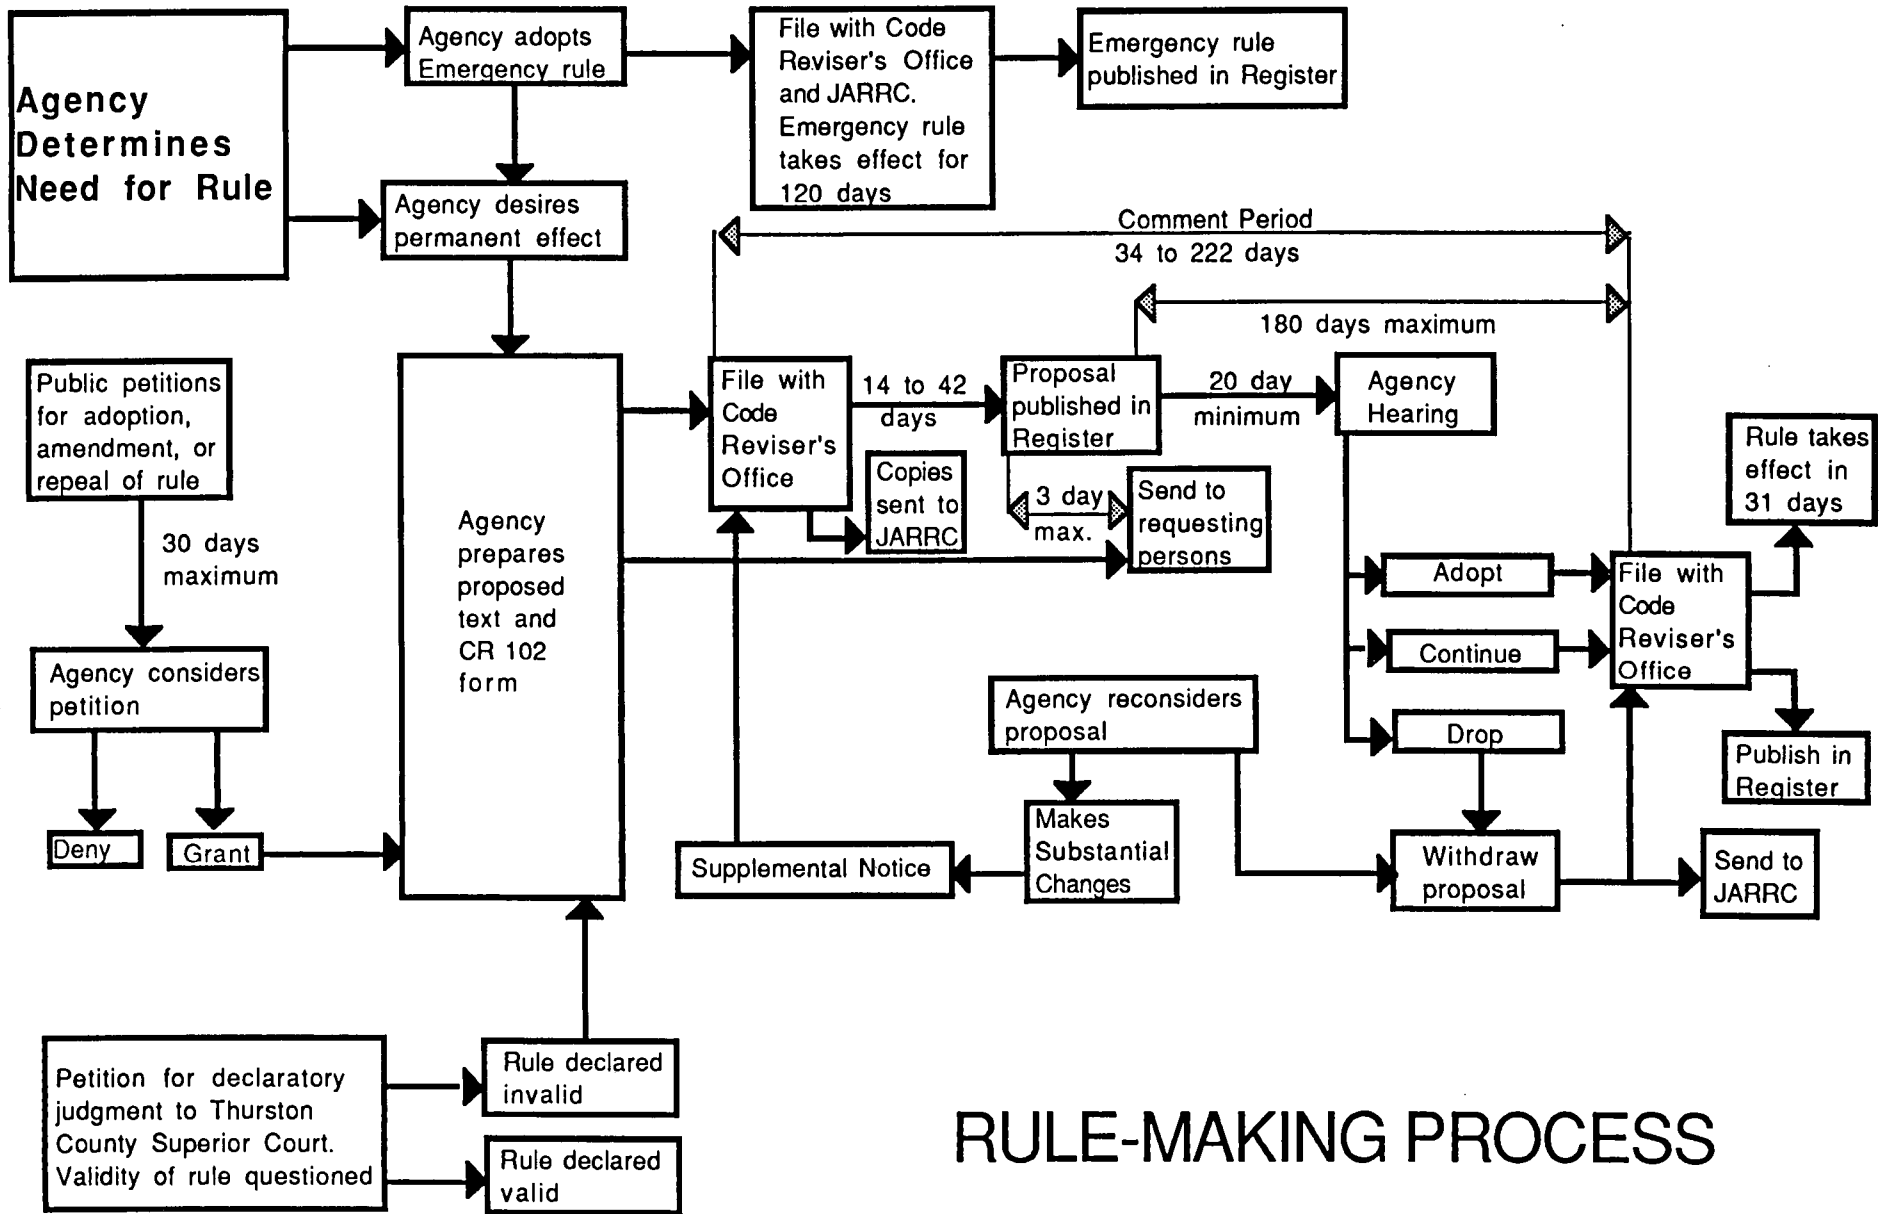 Agency
Determines
Need for Rule
Agency adopts
Emergency rule
File with Code
Reviser's Office
and JARRC.
Emergency rule
takes effect for
120 days
Emergency rule
published in Register
Agency desires
permanent effect
Comment Period
34 to 222 days
180 days maximum
Public petitions
for adoption,
amendment, or
repeal of rule
30 days
maximum
Agency considers
petition
Deny
Grant
Agency
prepares
proposed
text and
CR 102
form
File with
Code
Reviser's
Office
14 to 42
days
Copies
sent to
JARRC
Proposal
published in
Register
20 day
minimum
Agency
Hearing
3 day
max.
Send to
requesting
persons
Adopt
Continue
Drop
File with
Code
Reviser's
Office
Rule takes
effect in
31 days
Publish in
Register
Agency reconsiders
proposal
Makes
Substantial
Changes
Supplemental Notice
Withdraw
proposal
Send to
JARRC
Petition for declaratory
judgment to Thurston
County Superior Court.
Validity of rule questioned
Rule declared
invalid
Rule declared
valid
RULE-MAKING PROCESS